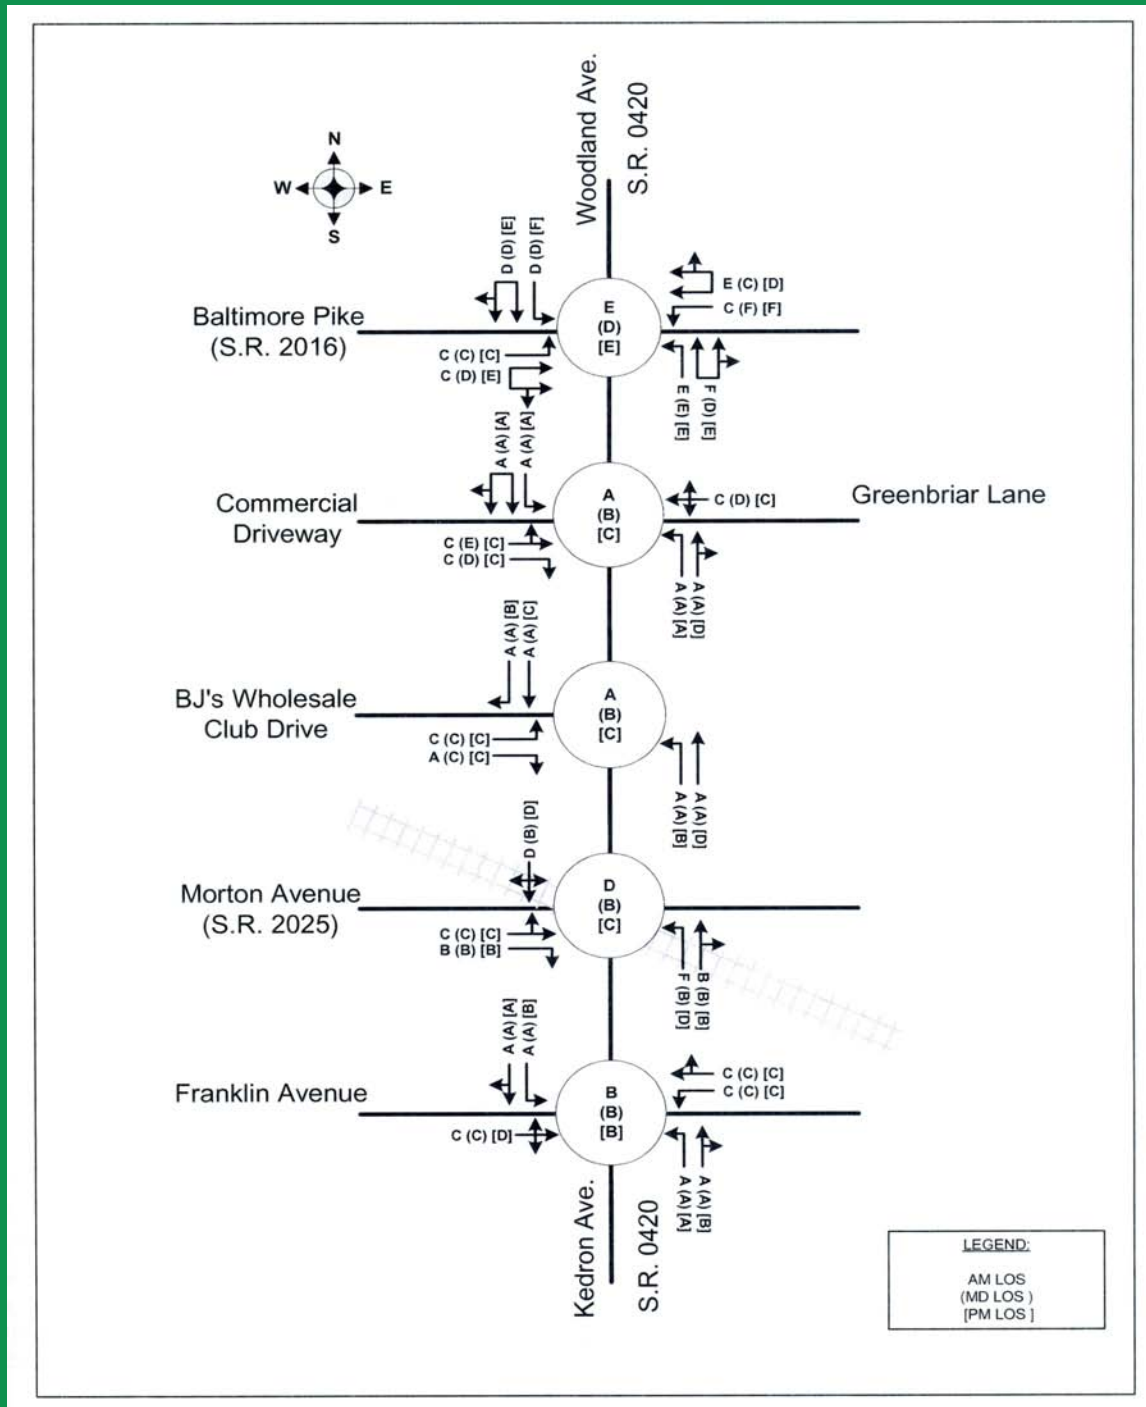 Woodland Ave.
S.R. 0420
N
W
E
S
Baltimore Pike
(S.R. 2016)
D (D) [E]
D (D) [F]
E
(D)
[E]
E (C) [D]
C (F) [F]
C (C) [C]
C (D) [E]
E (E) [E]
F (D) [E]
Commercial
Driveway
A (A) [A]
A (A) [A]
A
(B)
[C]
C (D) [C]
Greenbriar Lane
C (E) [C]
C (D) [C]
A (A) [A]
A (A) [D]
BJ's Wholesale
Club Drive
A (A) [B]
A (A) [C]
A
(B)
[C]
C (C) [C]
A (C) [C]
A (A) [B]
A (A) [D]
Morton Avenue
(S.R. 2025)
D (B) [D]
D
(B)
[C]
C (C) [C]
B (B) [B]
F (B) [D]
B (B) [B]
Franklin Avenue
A (A) [A]
A (A) [B]
B
(B)
[B]
C (C) [C]
C (C) [C]
C (C) [D]
A (A) [A]
A (A) [B]
Kedron Ave.
S.R. 0420
LEGEND:
AM LOS
(MD LOS )
[PM LOS ]